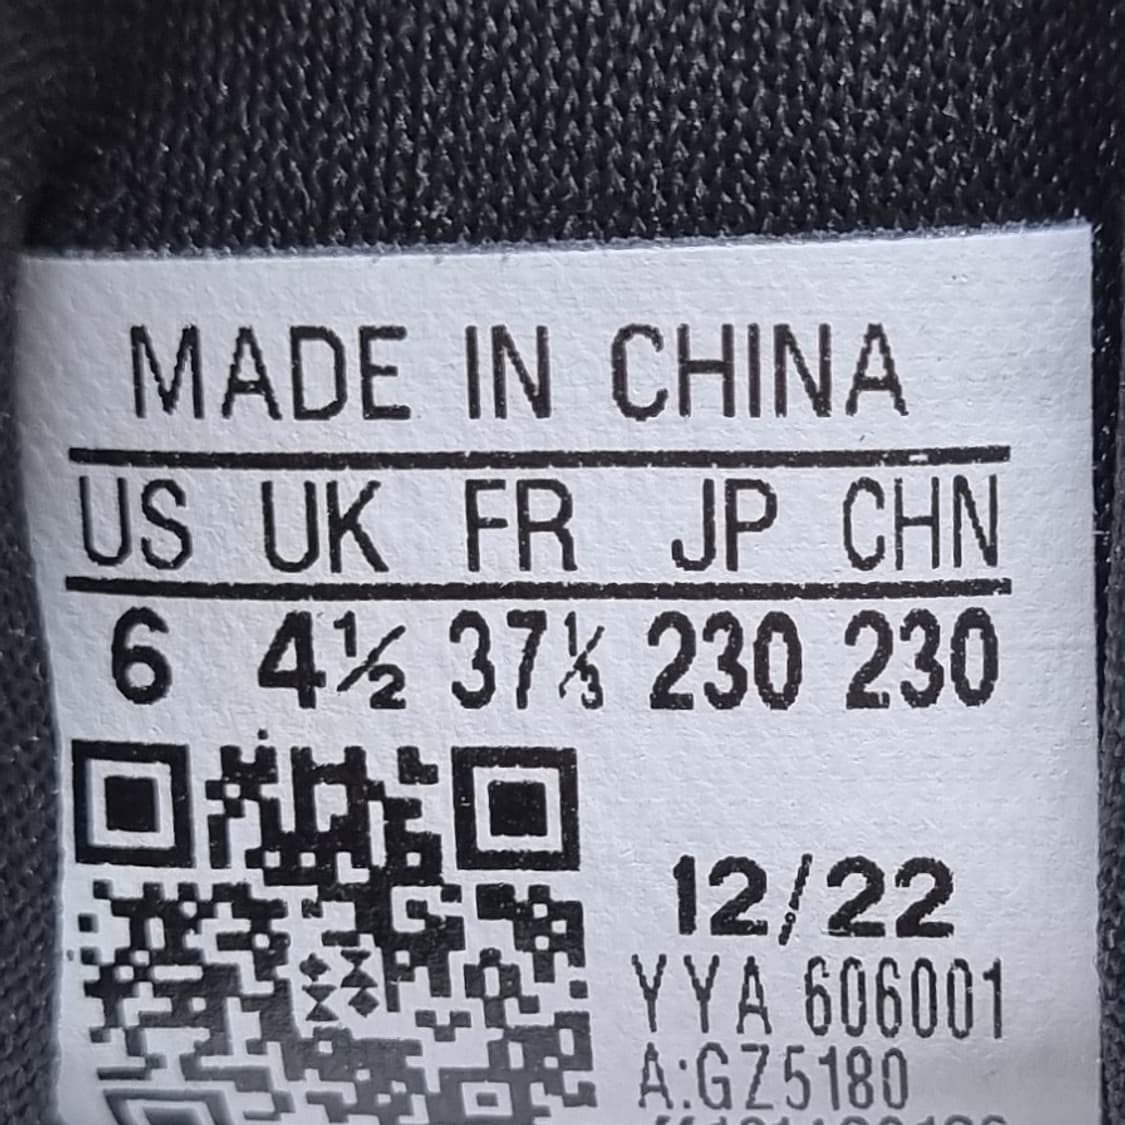 MADE IN CHINA
US UK FR JP CHN
6 4½ 37⅓ 230 230
12/22
YYA 606001
A:GZ5180